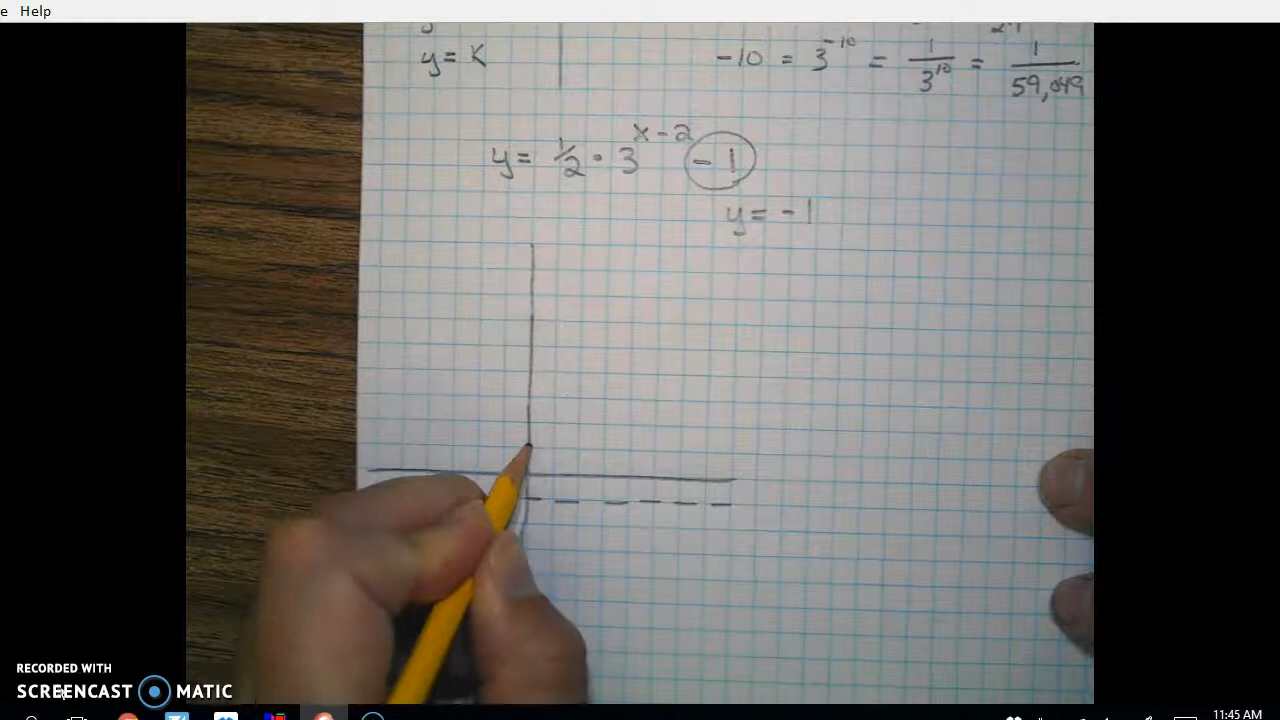 Help
y = K
-10 = 3^-10 = 1/3^10 = 1/59,049
y = 1/2 · 3^x-2 - 1
y = -1
RECORDED WITH
SCREENCAST MATIC
11:45 AM